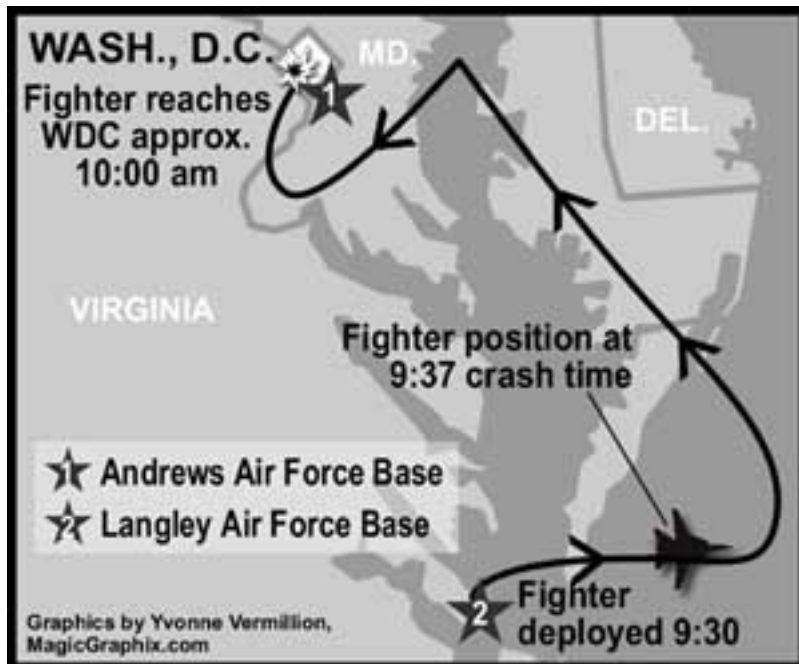 WASH., D.C.
Fighter reaches
WDC approx.
10:00 am
MD.
1
DEL.
VIRGINIA
Fighter position at
9:37 crash time
1 Andrews Air Force Base
2 Langley Air Force Base
2
Fighter
deployed 9:30
Graphics by Yvonne Vermillion,
MagicGraphix.com